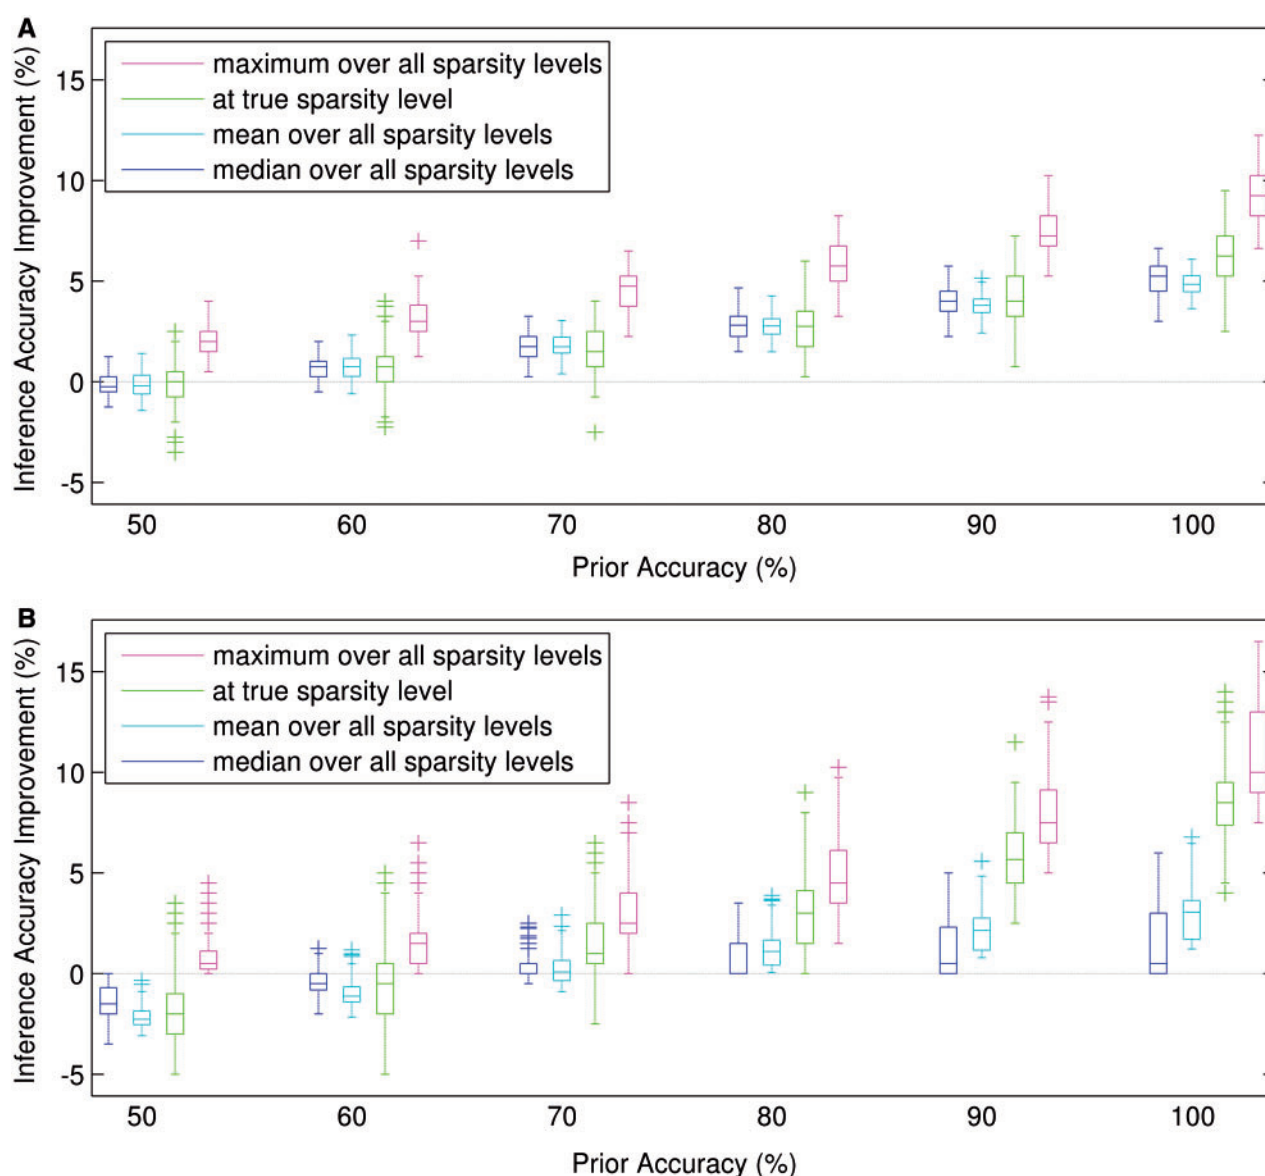 A
Inference Accuracy Improvement (%)
15
10
5
0
-5
maximum over all sparsity levels
at true sparsity level
mean over all sparsity levels
median over all sparsity levels
50 60 70 80 90 100
Prior Accuracy (%)
B
Inference Accuracy Improvement (%)
15
10
5
0
-5
maximum over all sparsity levels
at true sparsity level
mean over all sparsity levels
median over all sparsity levels
50 60 70 80 90 100
Prior Accuracy (%)